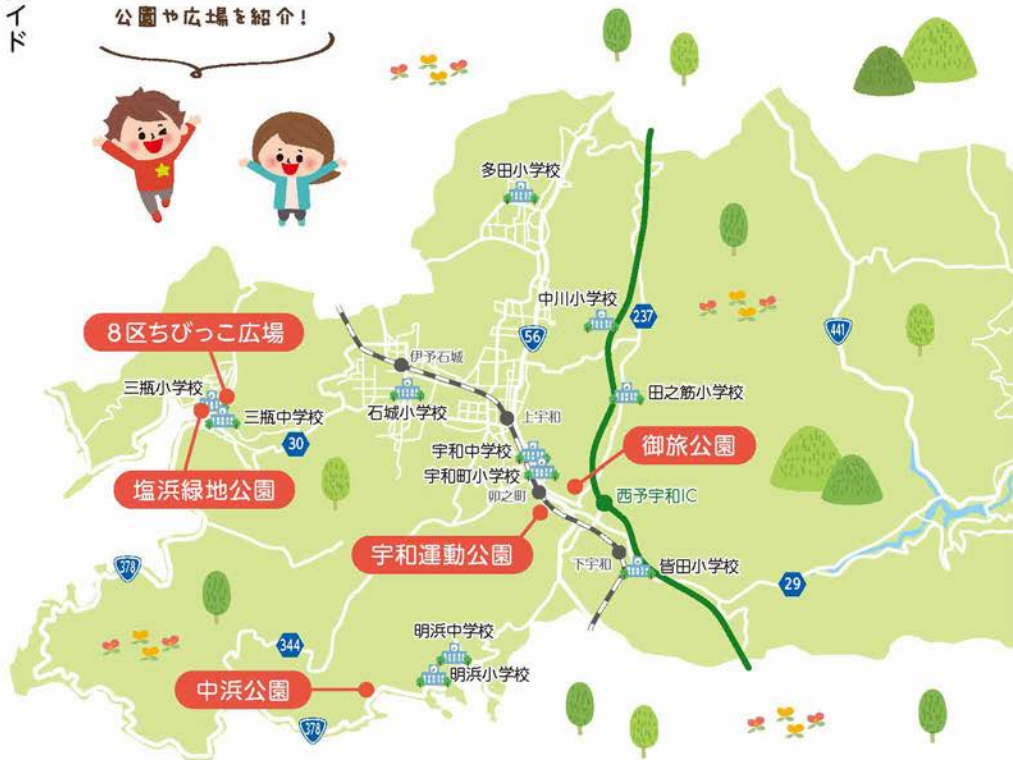 イド
公園や広場を紹介！
多田小学校
中川小学校
237
56
441
8区ちびっこ広場
伊予石城
三瓶小学校
三瓶中学校
石城小学校
田之筋小学校
上宇和
30
宇和中学校
御旅公園
宇和町小学校
塩浜緑地公園
卯之町
西予宇和IC
宇和運動公園
下宇和
皆田小学校
378
29
明浜中学校
344
明浜小学校
中浜公園
378